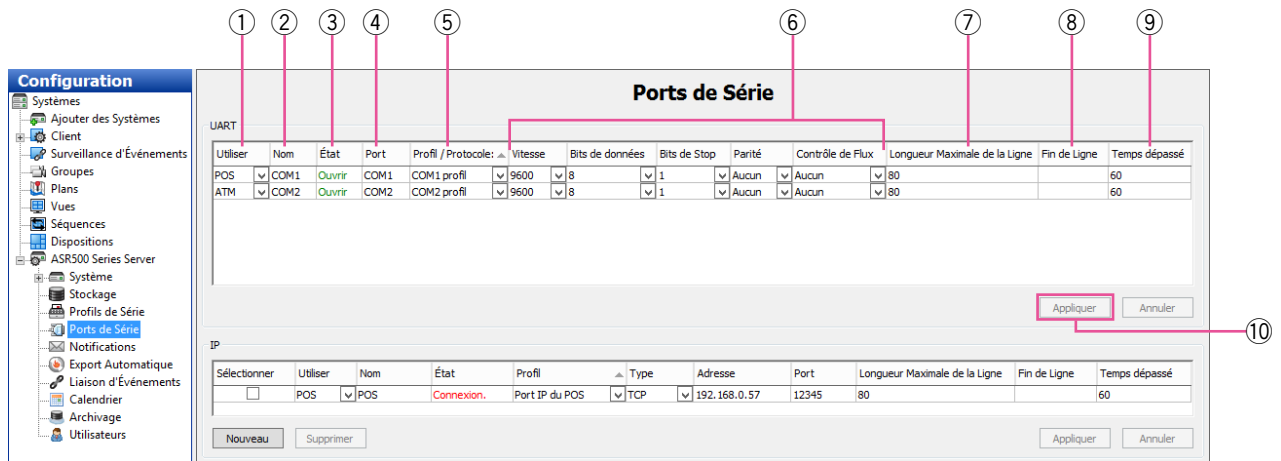 ① ② ③ ④ ⑤ ⑥ ⑦ ⑧ ⑨
Configuration
Systèmes
Ajouter des Systèmes
Client
Surveillance d'Événements
Groupes
Plans
Vues
Séquences
Dispositions
ASR500 Series Server
Système
Stockage
Profils de Série
Ports de Série
Notifications
Export Automatique
Liaison d'Événements
Calendrier
Archivage
Utilisateurs
Ports de Série
UART
Utiliser Nom État Port Profil / Protocole: Vitesse Bits de données Bits de Stop Parité Contrôle de Flux Longueur Maximale de la Ligne Fin de Ligne Temps dépassé
POS COM1 Ouvrir COM1 COM1 profil 9600 8 1 Aucun Aucun 80 60
ATM COM2 Ouvrir COM2 COM2 profil 9600 8 1 Aucun Aucun 80 60
Appliquer Annuler
⑩
IP
Sélectionner Utiliser Nom État Profil Type Adresse Port Longueur Maximale de la Ligne Fin de Ligne Temps dépassé
POS POS Connexion. Port IP du POS TCP 192.168.0.57 12345 80 60
Nouveau Supprimer Appliquer Annuler